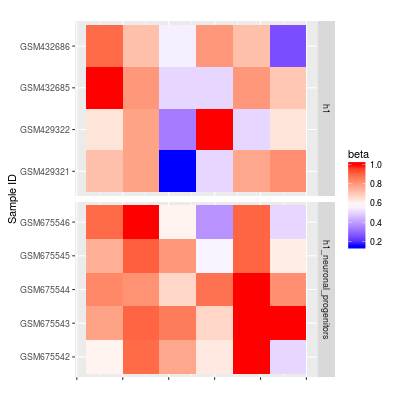 GSM432686
GSM432685
GSM429322
GSM429321
h1
GSM675546
GSM675545
GSM675544
GSM675543
GSM675542
h1_neuronal_progenitors
Sample ID
beta
1.0
0.8
0.6
0.4
0.2